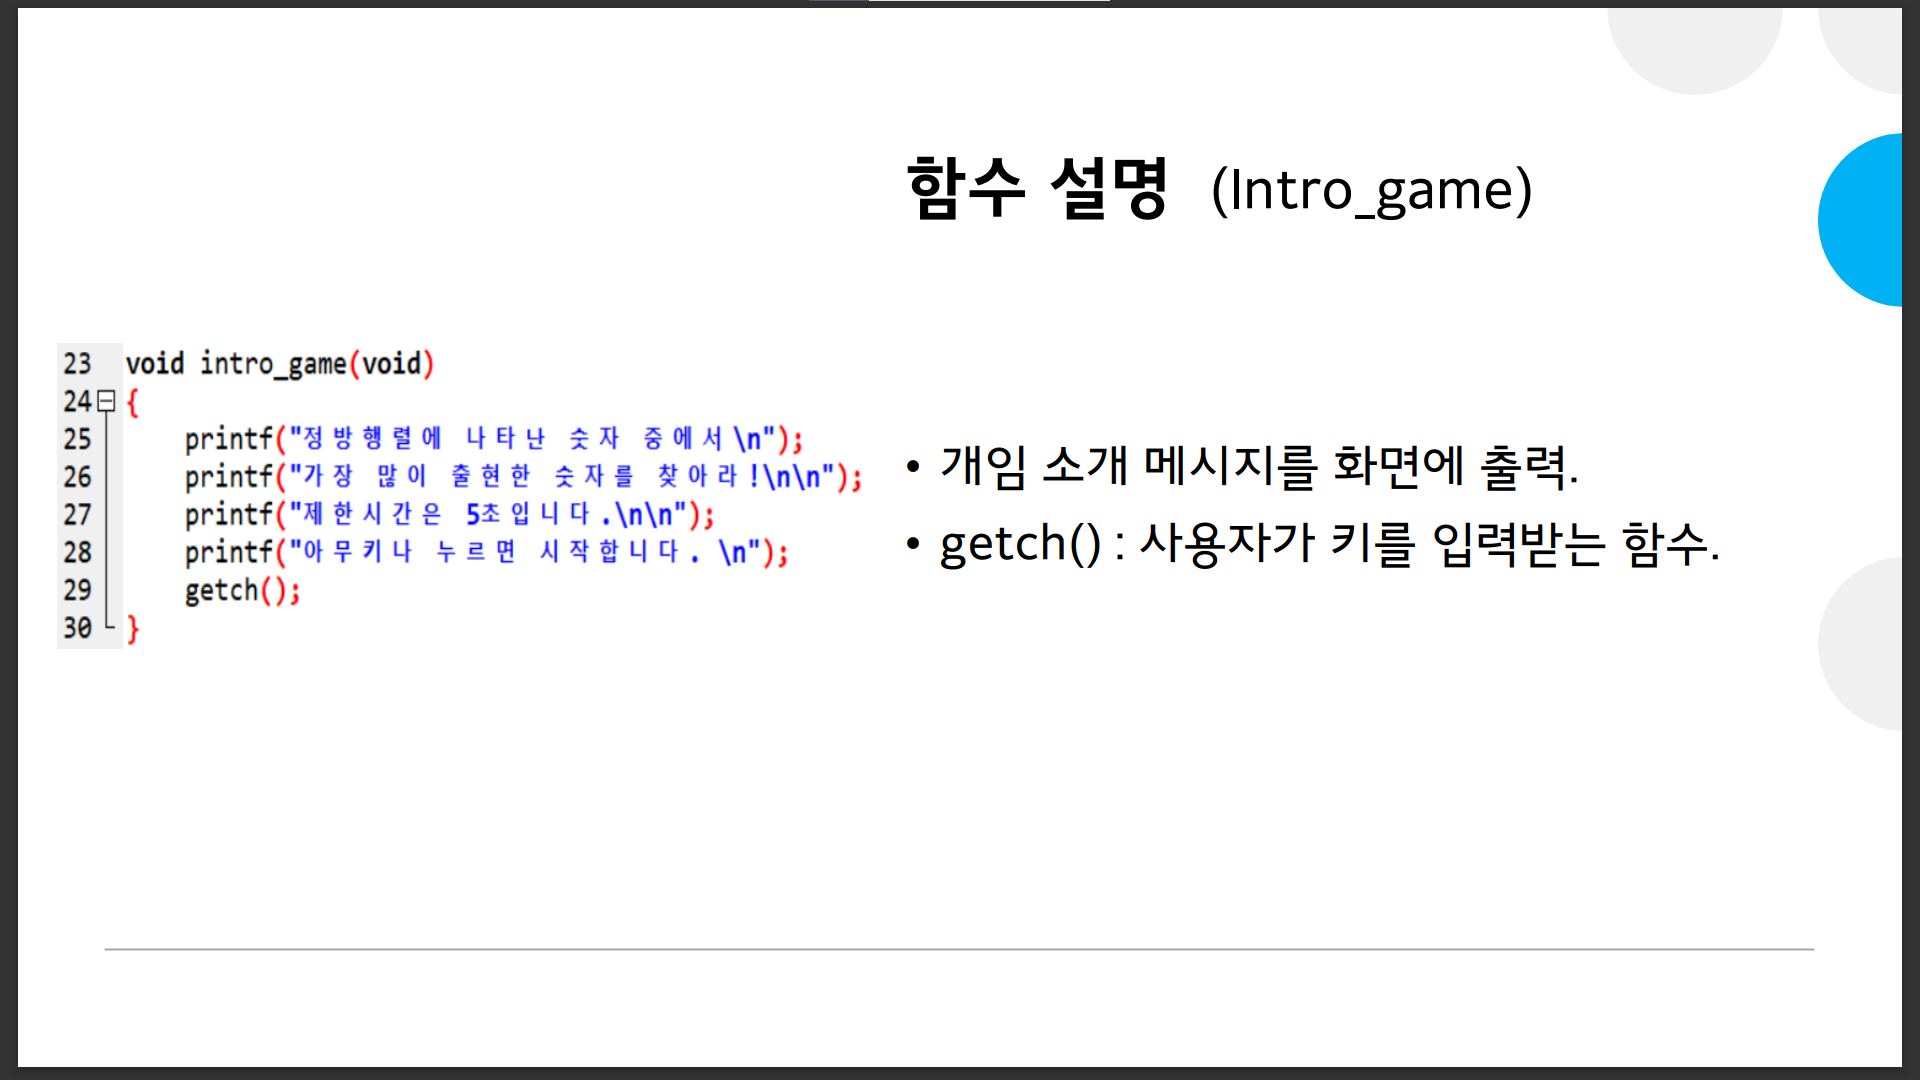 함수 설명 (Intro_game)
23 void intro_game(void)
24 {
25 printf("정방행렬에 나타난 숫자 중에서\n");
26 printf("가장 많이 출현한 숫자를 찾아라!\n\n");
27 printf("제한시간은 5초입니다.\n\n");
28 printf("아무키나 누르면 시작합니다. \n");
29 getch();
30 }
• 개임 소개 메시지를 화면에 출력.
• getch() : 사용자가 키를 입력받는 함수.